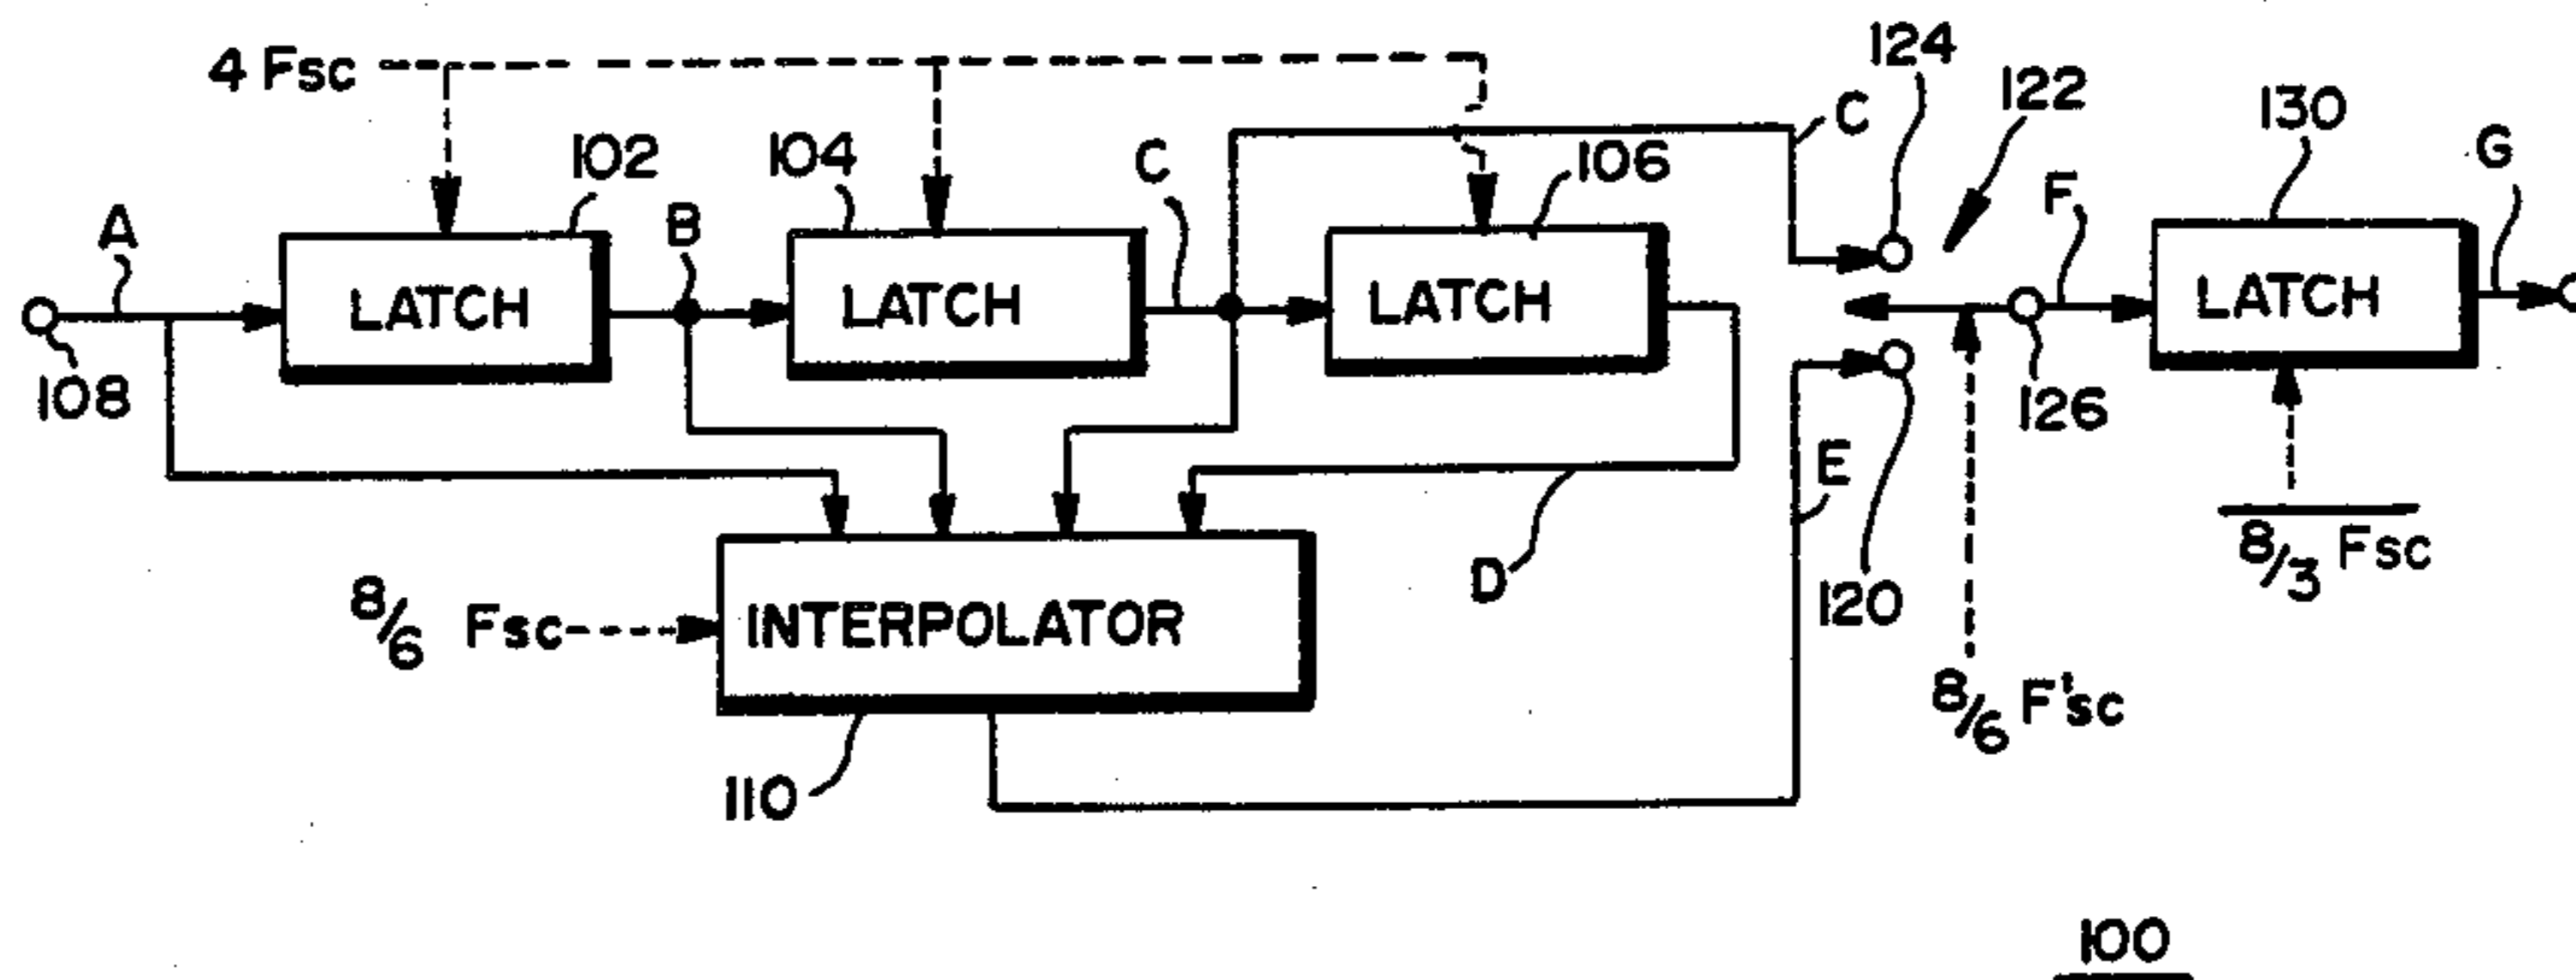 4 Fsc
124
122
C
130
G
102
104
C
106
F
A
B
LATCH
LATCH
LATCH
LATCH
108
126
E
8/6 Fsc
INTERPOLATOR
D
120
8/3 Fsc
8/6 F'sc
110
100